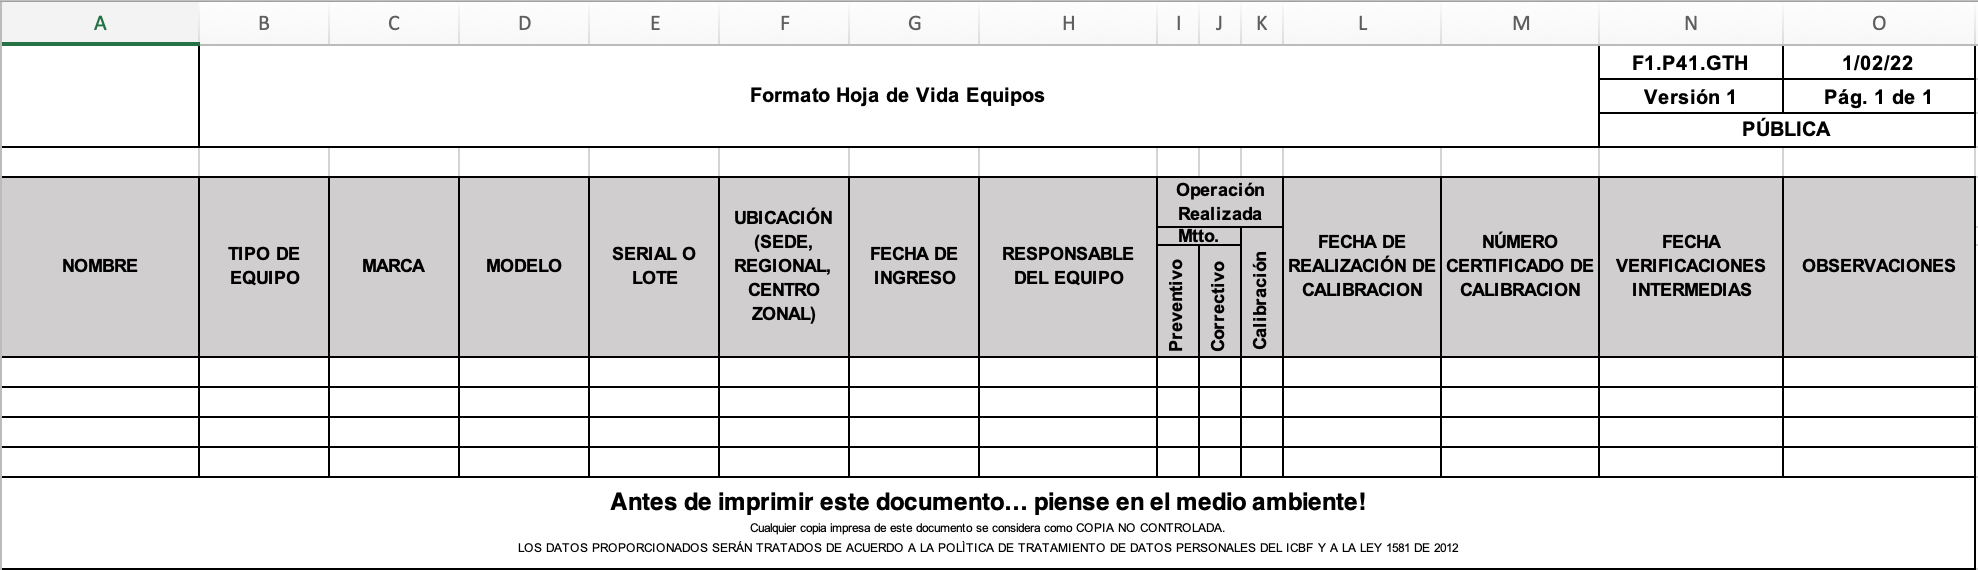 A B C D E F G H I J K L M N O
Formato Hoja de Vida Equipos
F1.P41.GTH
1/02/22
Versión 1
Pág. 1 de 1
PÚBLICA
NOMBRE
TIPO DE
EQUIPO
MARCA
MODELO
SERIAL O
LOTE
UBICACIÓN
(SEDE,
REGIONAL,
CENTRO
ZONAL)
FECHA DE
INGRESO
RESPONSABLE
DEL EQUIPO
Operación
Realizada
Mtto.
Preventivo
Correctivo
Calibración
FECHA DE
REALIZACIÓN DE
CALIBRACION
NÚMERO
CERTIFICADO DE
CALIBRACION
FECHA
VERIFICACIONES
INTERMEDIAS
OBSERVACIONES
Antes de imprimir este documento... piense en el medio ambiente!
Cualquier copia impresa de este documento se considera como COPIA NO CONTROLADA.
LOS DATOS PROPORCIONADOS SERÁN TRATADOS DE ACUERDO A LA POLÌTICA DE TRATAMIENTO DE DATOS PERSONALES DEL ICBF Y A LA LEY 1581 DE 2012